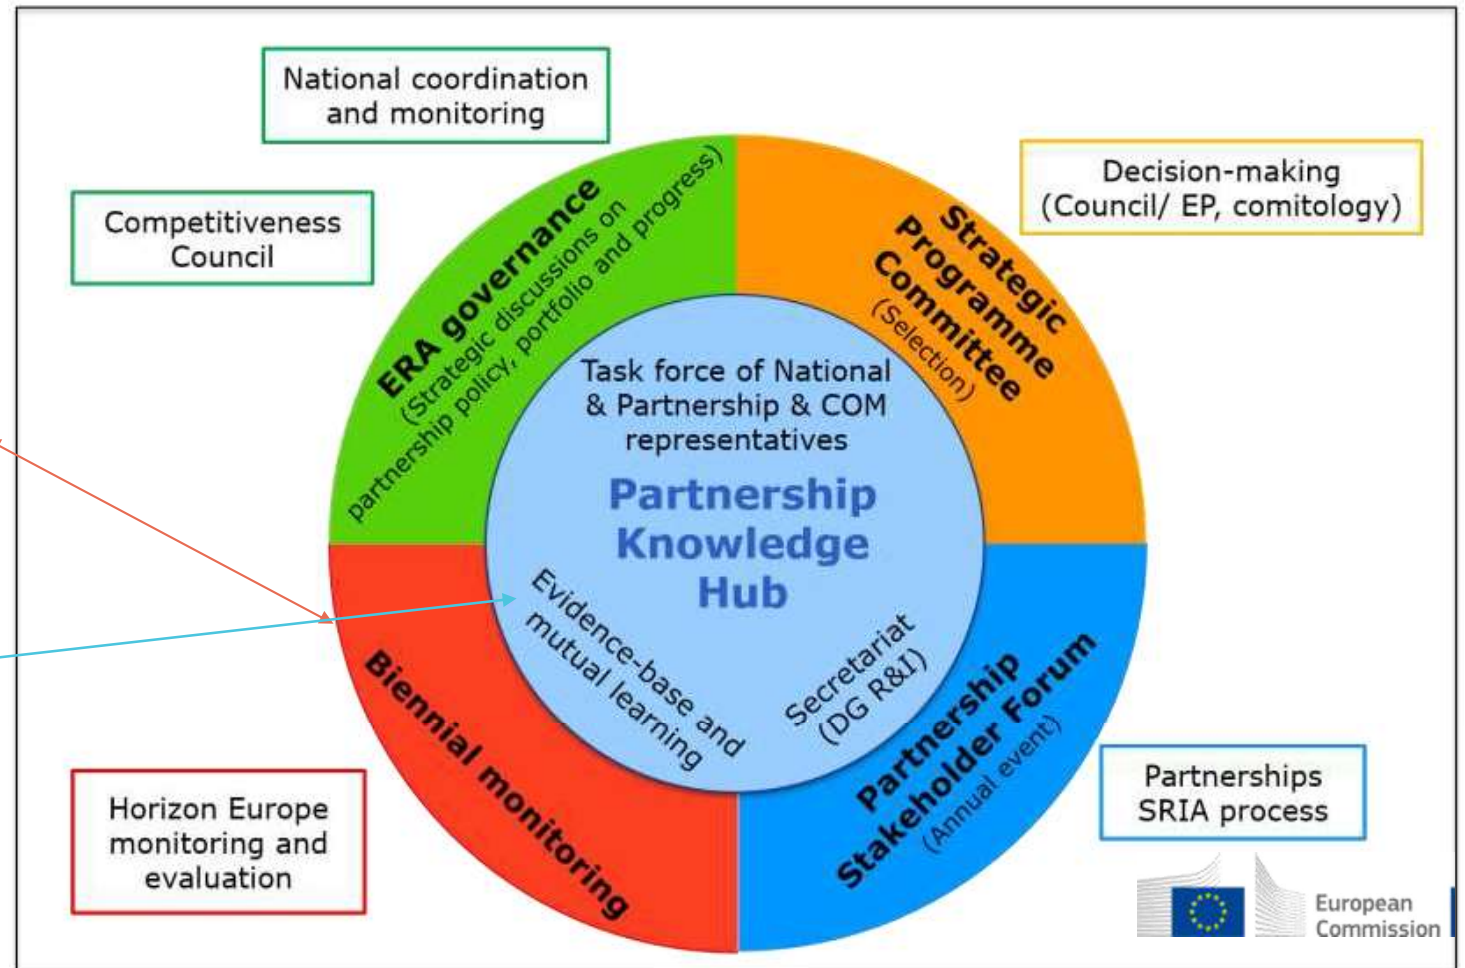 National coordination
and monitoring
Competitiveness
Council
Decision-making
(Council/ EP, comitology)
ERA governance
(Strategic discussions on
partnership policy, portfolio and progress)
Strategic
Programme
Committee
(Selection)
Task force of National
& Partnership & COM
representatives
Partnership
Knowledge
Hub
Evidence-base and
mutual learning
Secretariat
(DG R&I)
Biennial monitoring
Partnership
Stakeholder Forum
(Annual event)
Horizon Europe
monitoring and
evaluation
Partnerships
SRIA process
European
Commission